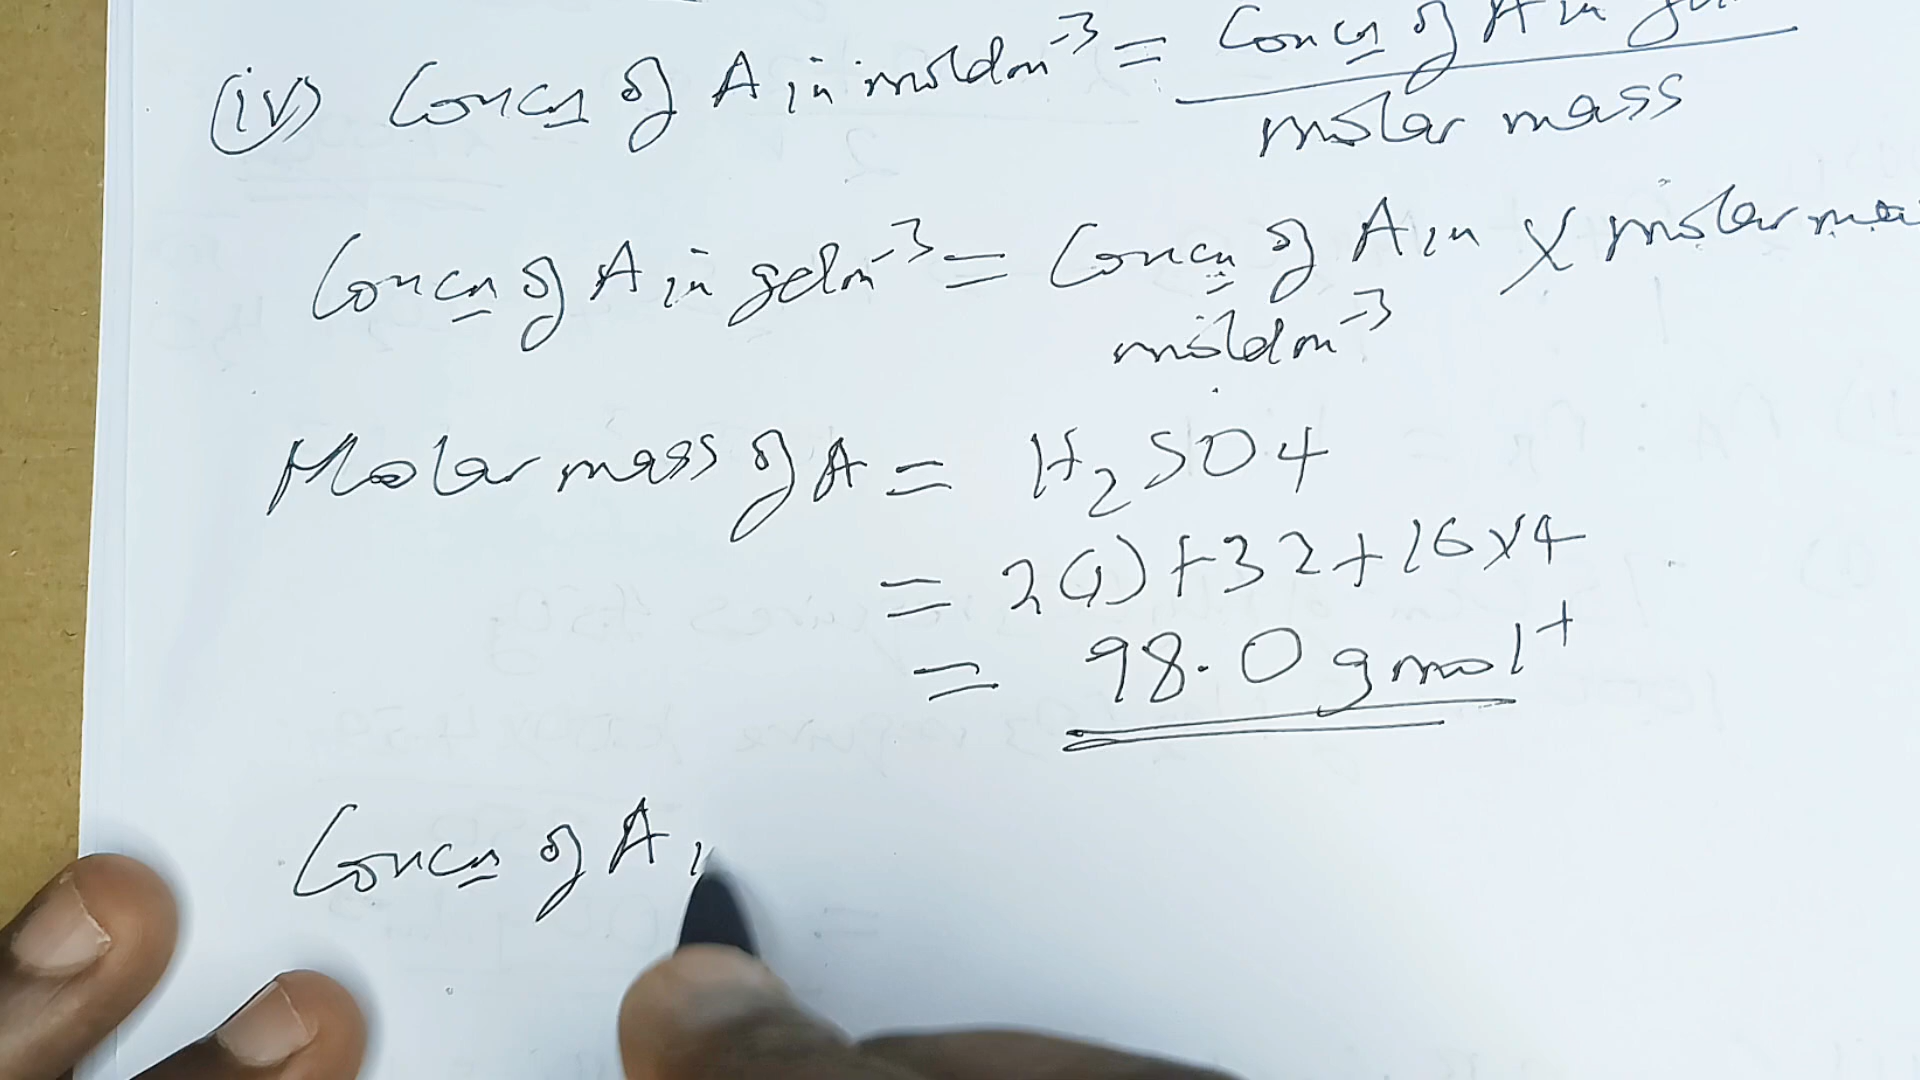 (iv) Concn of A in moldm⁻³ = Concn of A in
molar mass
Concn of A in gdm⁻³ = Concn of A in X molar
moldm⁻³
Molar mass of A = H₂SO4
= 2(1)+32+16x4
= 98.0 gmol⁻¹
Concn of A